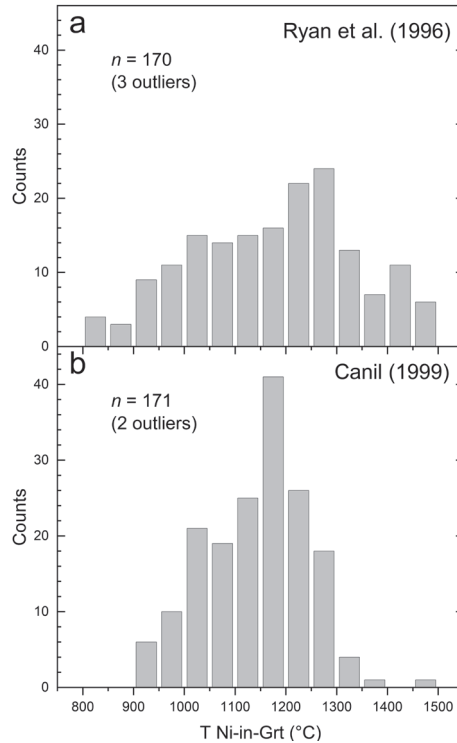 a
Ryan et al. (1996)
n = 170
(3 outliers)
40
30
20
10
0
Counts
b
Canil (1999)
n = 171
(2 outliers)
40
30
20
10
0
Counts
800 900 1000 1100 1200 1300 1400 1500
T Ni-in-Grt (°C)